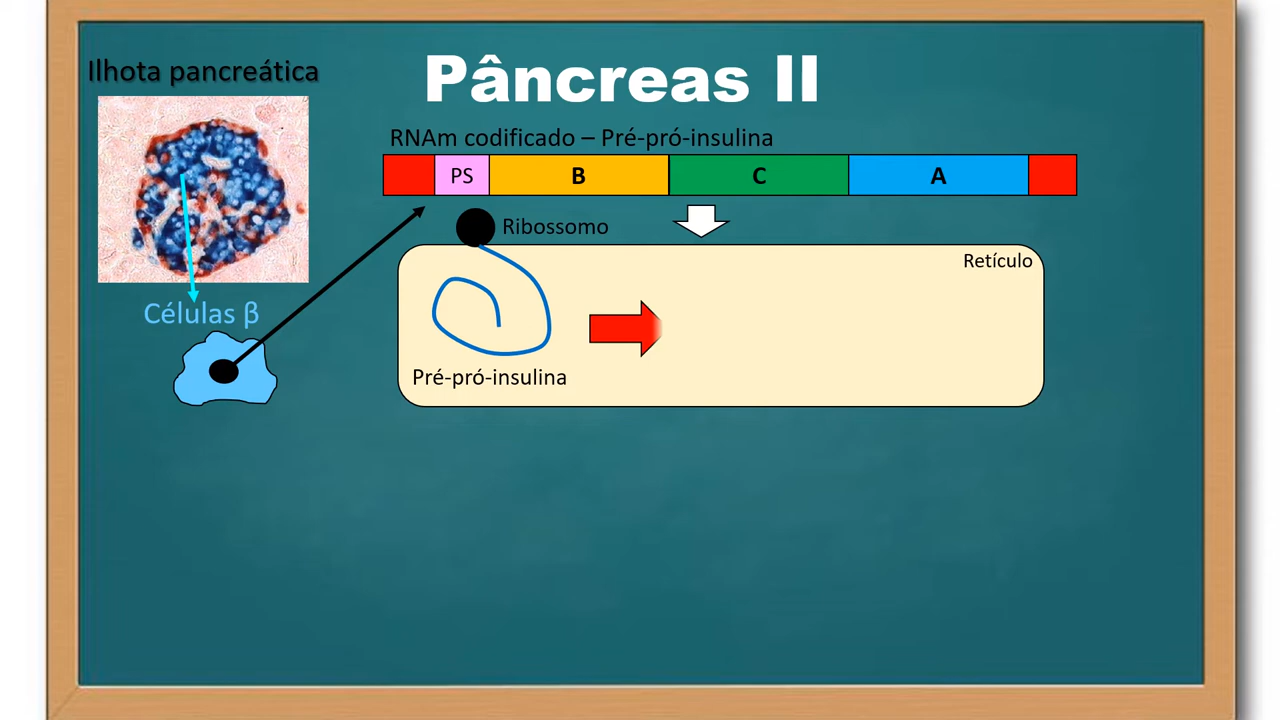 Ilhota pancreática
Pâncreas II
RNAm codificado – Pré-pró-insulina
PS B C A
Ribossomo
Retículo
Células β
Pré-pró-insulina